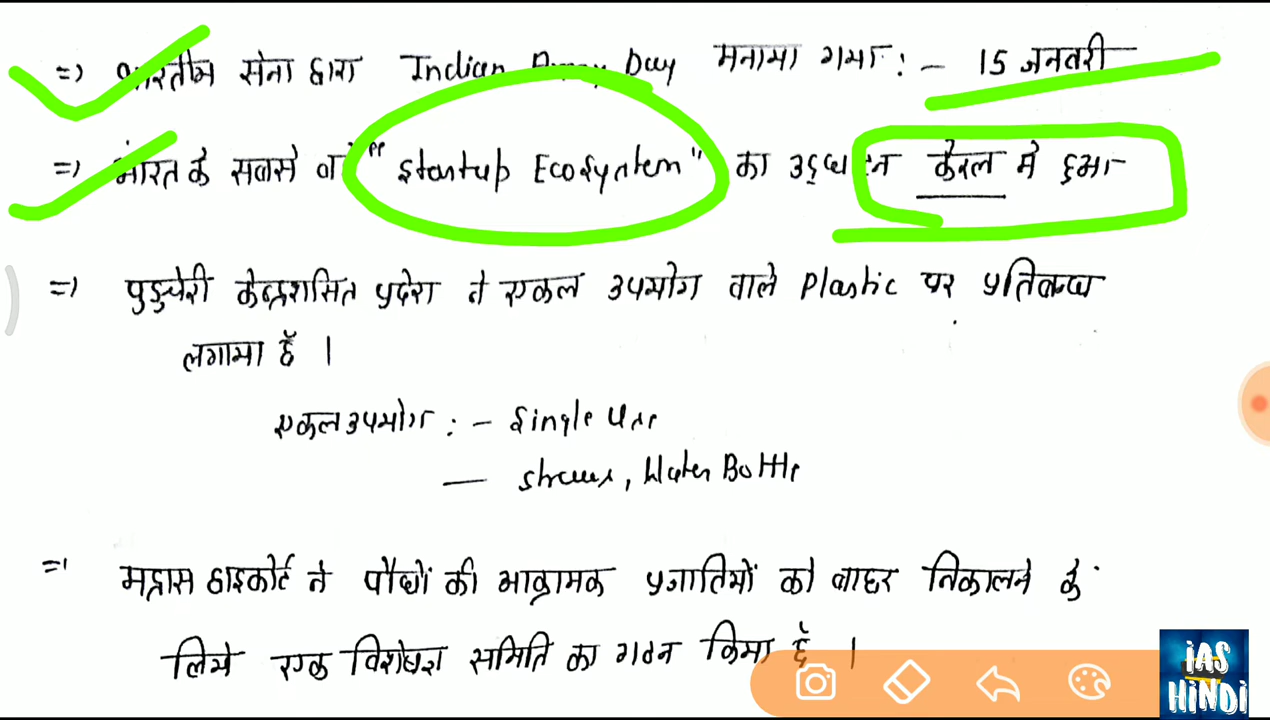 => भारतीय सेना द्वारा Indian Army Day मनाया गया : - 15 जनवरी
=> भारत के सबसे "Startup Ecosystem" का उद्घाटन केरल में हुआ
=> पुडुचेरी केन्द्रशासित प्रदेश ने एकल उपयोग वाले Plastic पर प्रतिबन्ध
लगाया है ।
एकल उपयोग : - Single Use
— straws, Water Bottle
=> मद्रास हाइकोर्ट ने पौधों की आक्रामक प्रजातियों को बाहर निकालने के
लिये एक विशेषज्ञ समिति का गठन किया है ।
iAS
HiNDi